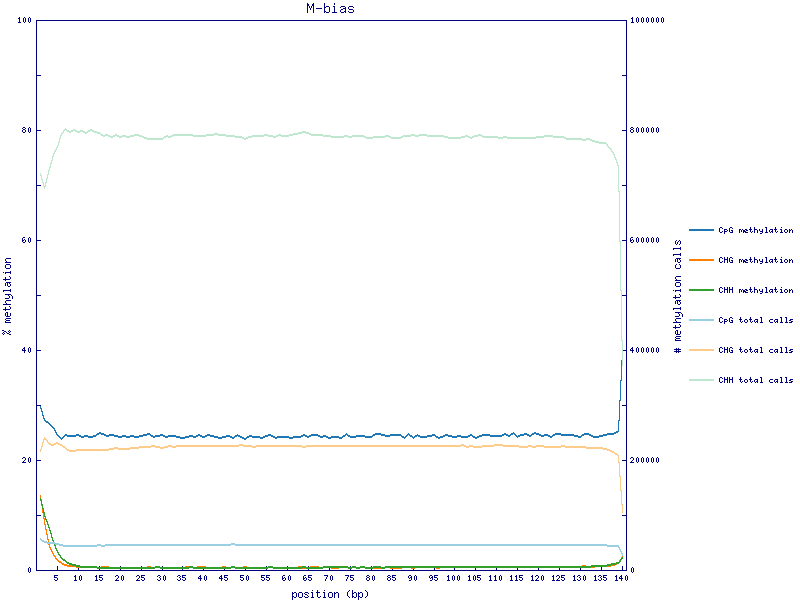 M-bias
100
80
60
40
20
0
% methylation
1000000
800000
600000
400000
200000
0
# methylation calls
5 10 15 20 25 30 35 40 45 50 55 60 65 70 75 80 85 90 95 100 105 110 115 120 125 130 135 140
position (bp)
CpG methylation
CHG methylation
CHH methylation
CpG total calls
CHG total calls
CHH total calls